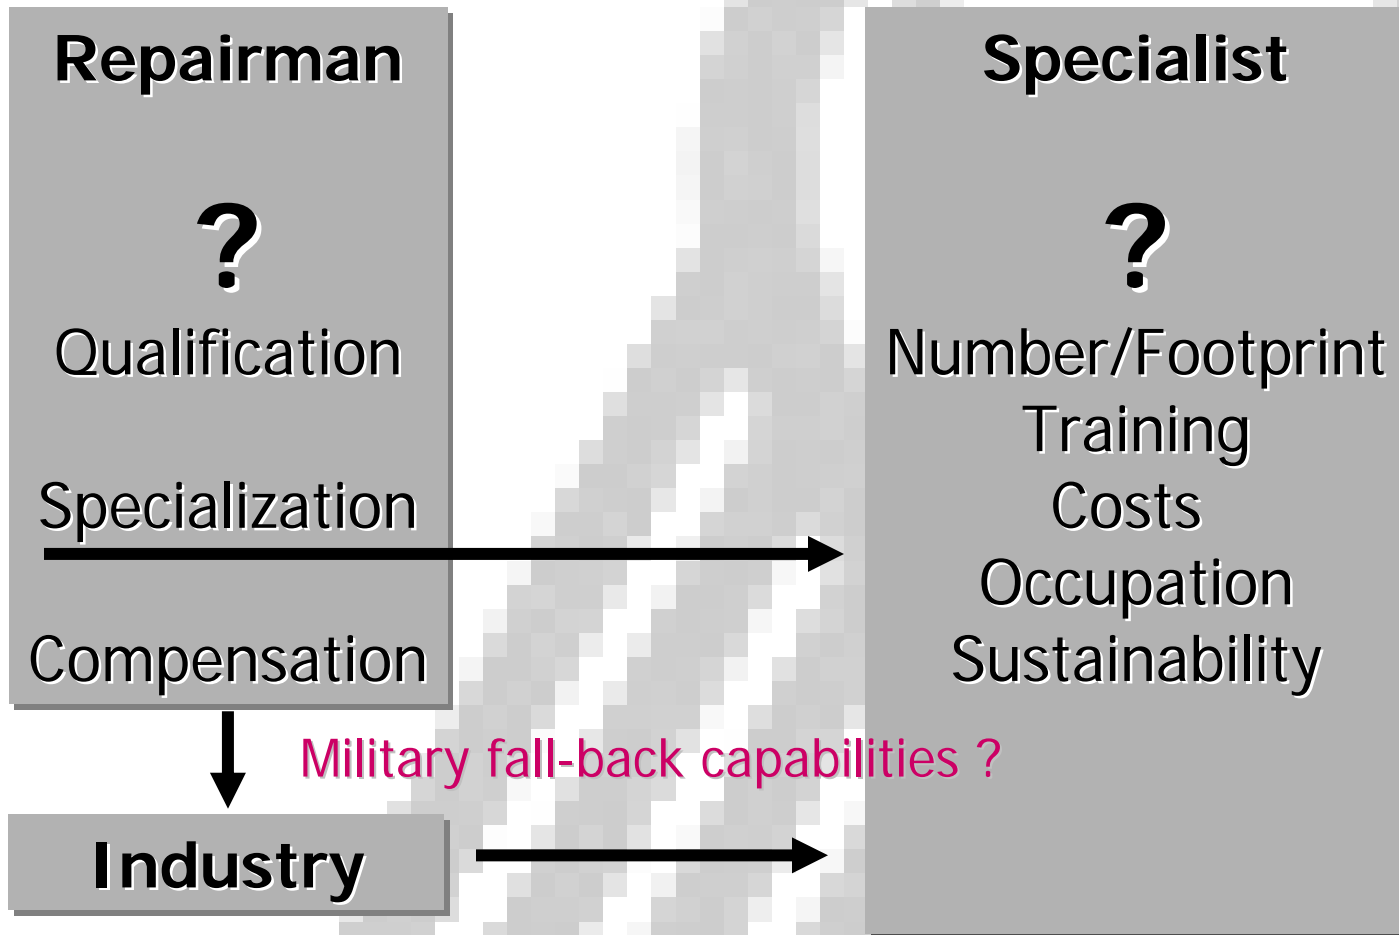 Repairman
?
Qualification
Specialization
Compensation
Military fall-back capabilities ?
Industry
Specialist
?
Number/Footprint
Training
Costs
Occupation
Sustainability